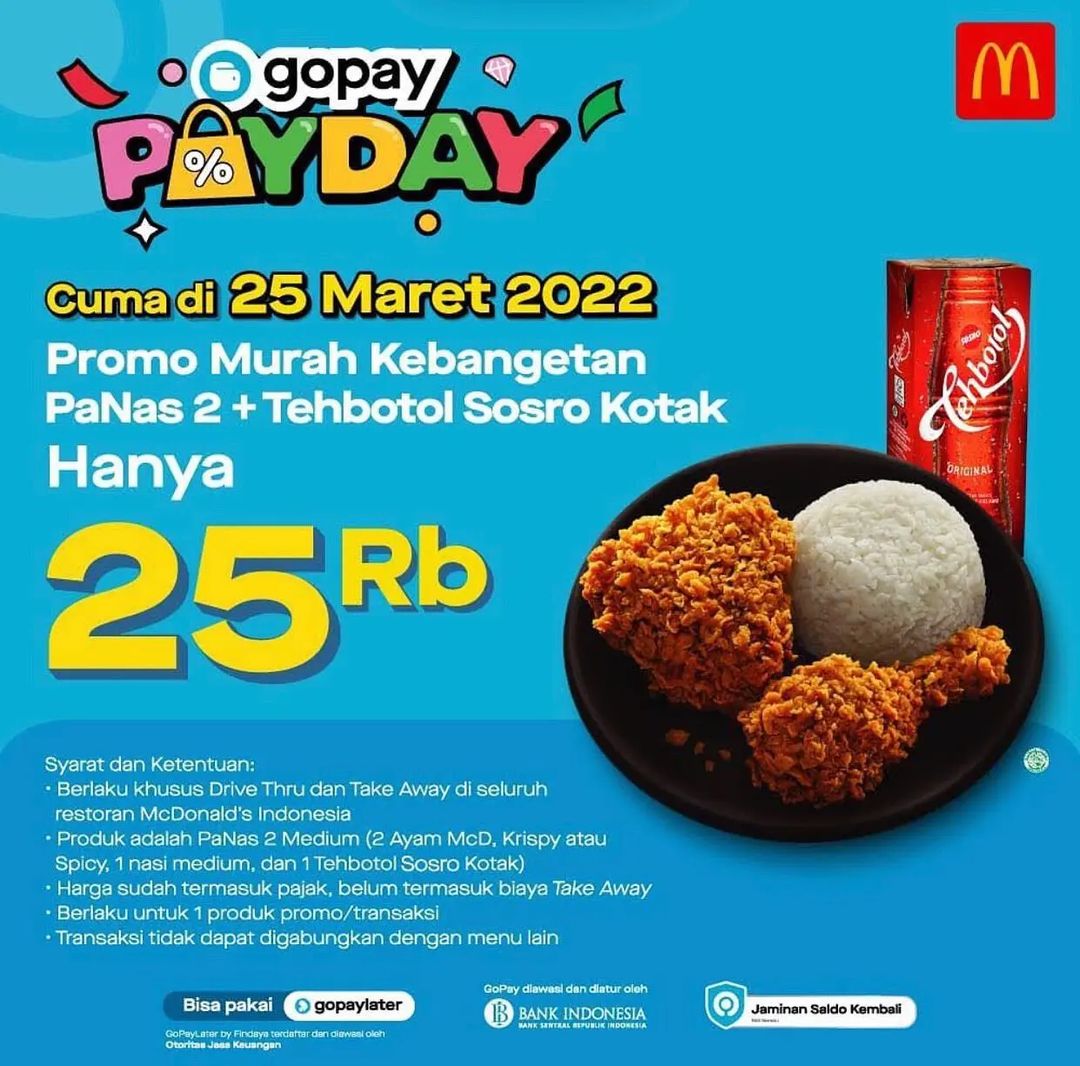 gopay
PAYDAY
%
Cuma di 25 Maret 2022
Promo Murah Kebangetan
PaNas 2 + Tehbotol Sosro Kotak
Hanya
25 Rb
SOSRO
Tehbotol
ORIGINAL
Syarat dan Ketentuan:
• Berlaku khusus Drive Thru dan Take Away di seluruh
restoran McDonald's Indonesia
• Produk adalah PaNas 2 Medium (2 Ayam McD, Krispy atau
Spicy, 1 nasi medium, dan 1 Tehbotol Sosro Kotak)
• Harga sudah termasuk pajak, belum termasuk biaya Take Away
• Berlaku untuk 1 produk promo/transaksi
• Transaksi tidak dapat digabungkan dengan menu lain
Bisa pakai gopaylater
GoPayLater by Findaya terdaftar dan diawasi oleh
Otoritas Jasa Keuangan
GoPay diawasi dan diatur oleh
BANK INDONESIA
BANK SENTRAL REPUBLIK INDONESIA
Jaminan Saldo Kembali